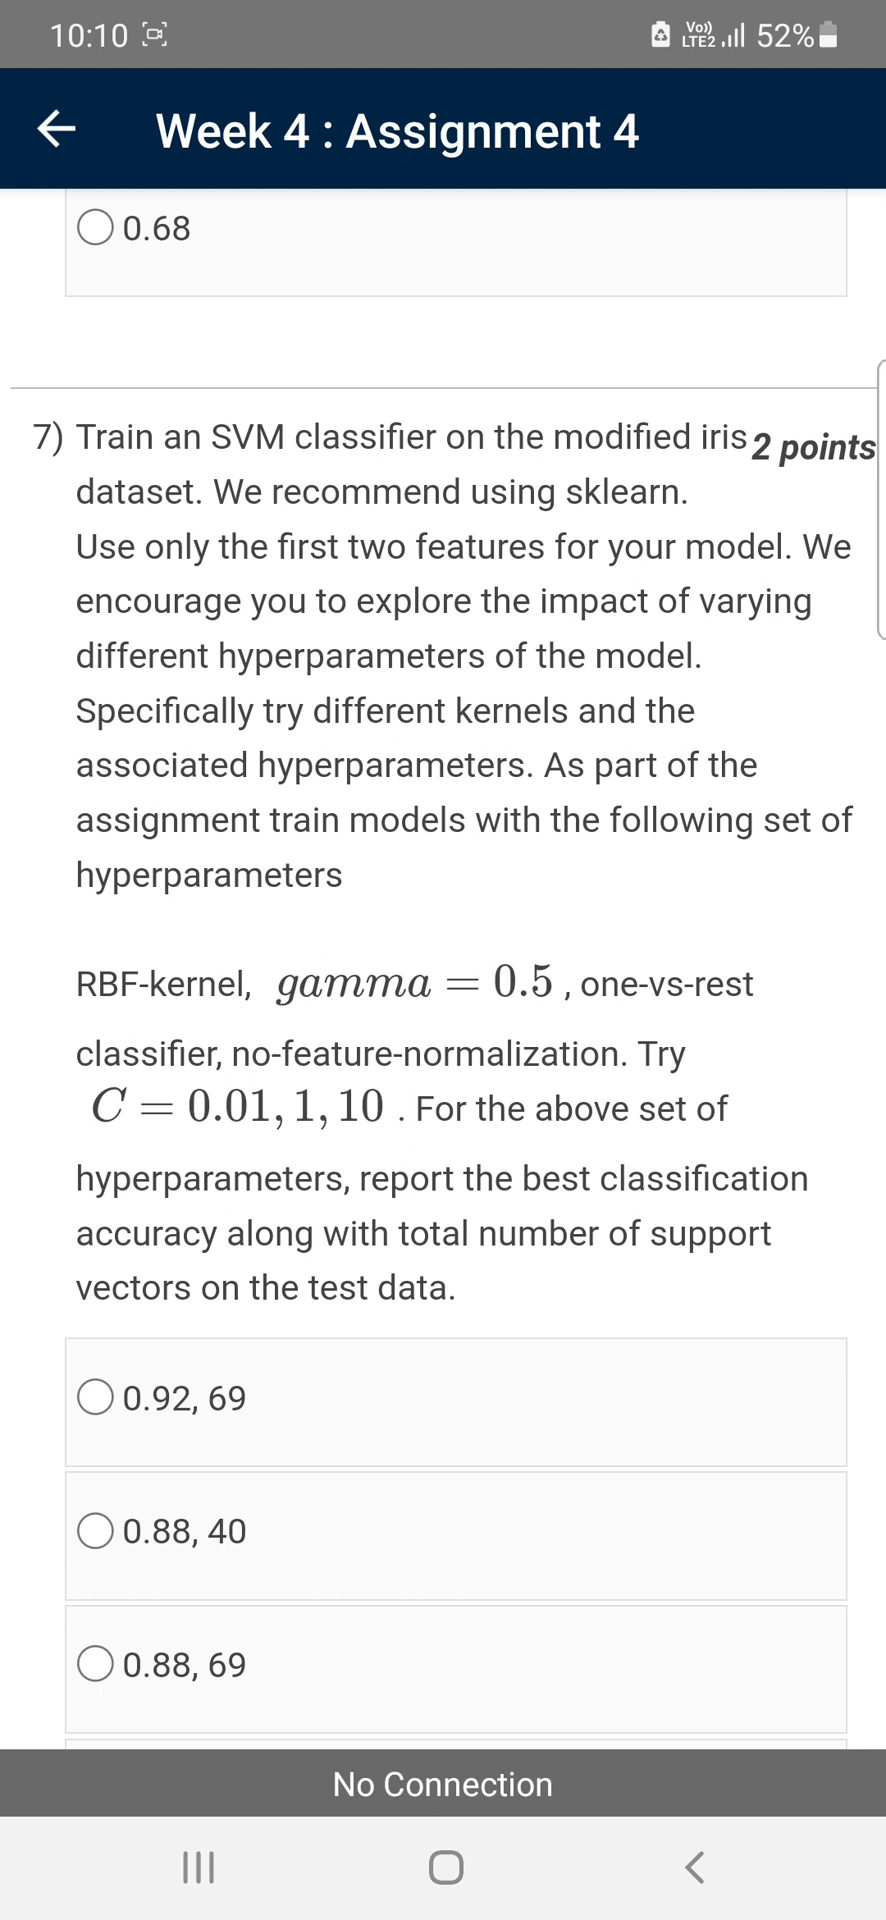 10:10 Vo)) LTE2 52%
Week 4 : Assignment 4
0.68
7) Train an SVM classifier on the modified iris 2 points
dataset. We recommend using sklearn.
Use only the first two features for your model. We
encourage you to explore the impact of varying
different hyperparameters of the model.
Specifically try different kernels and the
associated hyperparameters. As part of the
assignment train models with the following set of
hyperparameters
RBF-kernel, gamma = 0.5 , one-vs-rest
classifier, no-feature-normalization. Try
C = 0.01, 1, 10 . For the above set of
hyperparameters, report the best classification
accuracy along with total number of support
vectors on the test data.
0.92, 69
0.88, 40
0.88, 69
No Connection